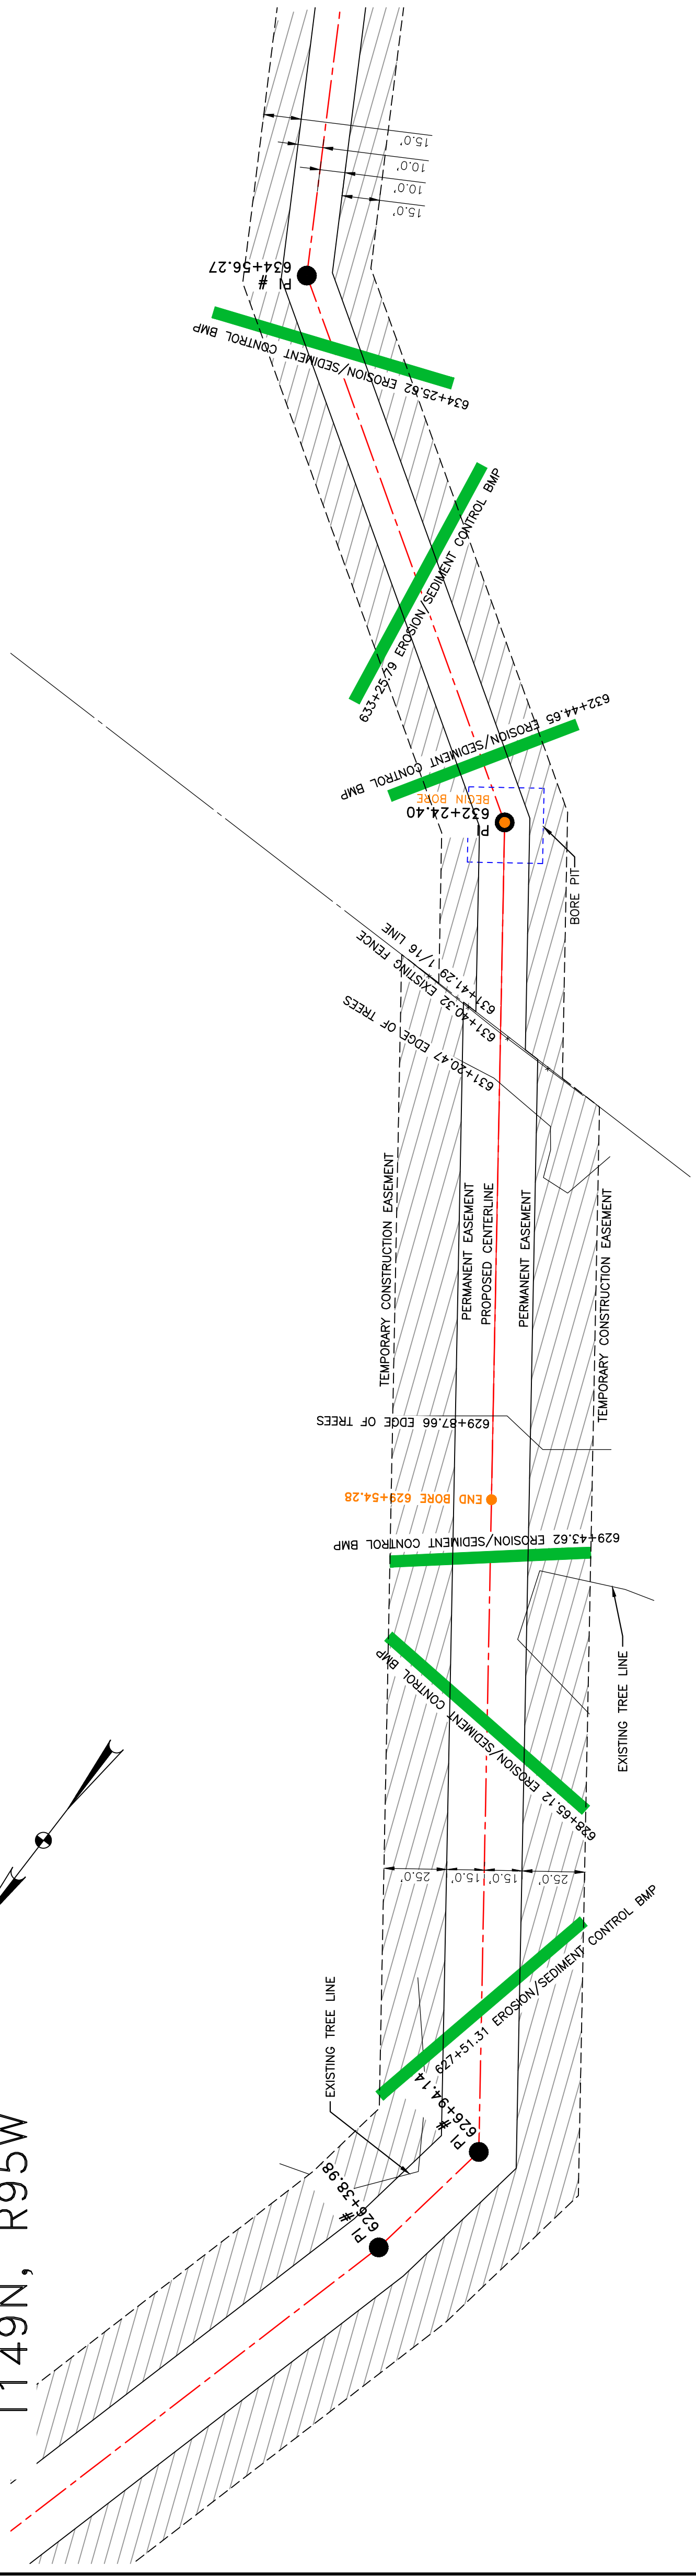 15.0'
10.0'
10.0'
15.0'
PI #
634+56.27
634+25.62 EROSION/SEDIMENT CONTROL BMP
633+25.79 EROSION/SEDIMENT CONTROL BMP
632+44.65 EROSION/SEDIMENT CONTROL BMP
BEGIN BORE
PI
632+24.40
BORE PIT
631+41.29 1/16 LINE
631+40.32 EXISTING FENCE
631+20.47 EDGE OF TREES
TEMPORARY CONSTRUCTION EASEMENT
PERMANENT EASEMENT
PROPOSED CENTERLINE
PERMANENT EASEMENT
TEMPORARY CONSTRUCTION EASEMENT
629+87.66 EDGE OF TREES
END BORE 629+54.28
629+43.62 EROSION/SEDIMENT CONTROL BMP
EXISTING TREE LINE
628+65.12 EROSION/SEDIMENT CONTROL BMP
25.0'
15.0'
15.0'
25.0'
627+51.31 EROSION/SEDIMENT CONTROL BMP
EXISTING TREE LINE
PI #
626+94.14
PI #
626+38.98
T149N, R95W